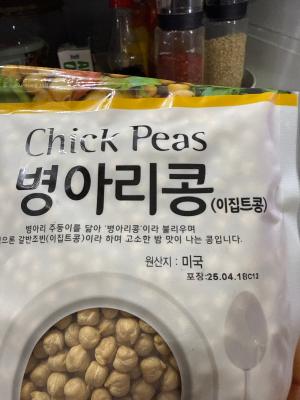 Chick Peas
병아리콩(이집트콩)
병아리 주둥이를 닮아 '병아리콩'이라 불리우며
갈반조빈(이집트콩)이라 하며 고소한 밤 맛이 나는 콩입니다.
원산지 : 미국
포장:25.04.18C12